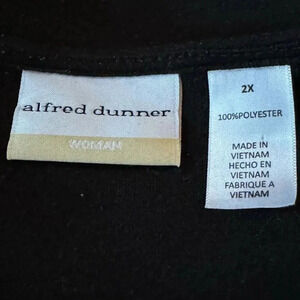 alfred dunner
WOMAN
2X
100%POLYESTER
MADE IN
VIETNAM
HECHO EN
VIETNAM
FABRIQUE A
VIETNAM